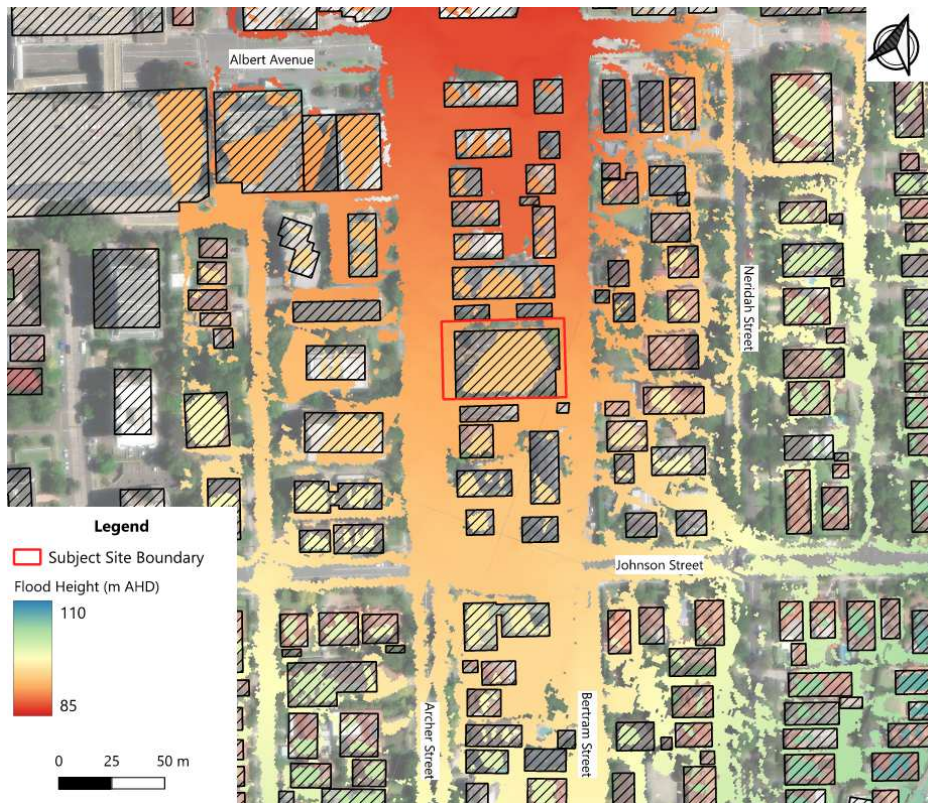 Albert Avenue
Neridah Street
Johnson Street
Archer Street
Bertram Street
Legend
Subject Site Boundary
Flood Height (m AHD)
110
85
0 25 50 m